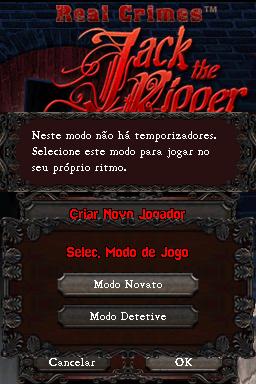 Real Crimes™
Jack
the
Ripper
Neste modo não há temporizadores.
Selecione este modo para jogar no
seu próprio ritmo.
Criar Novo Jogador
Selec. Modo de Jogo
Modo Novato
Modo Detetive
Cancelar
OK